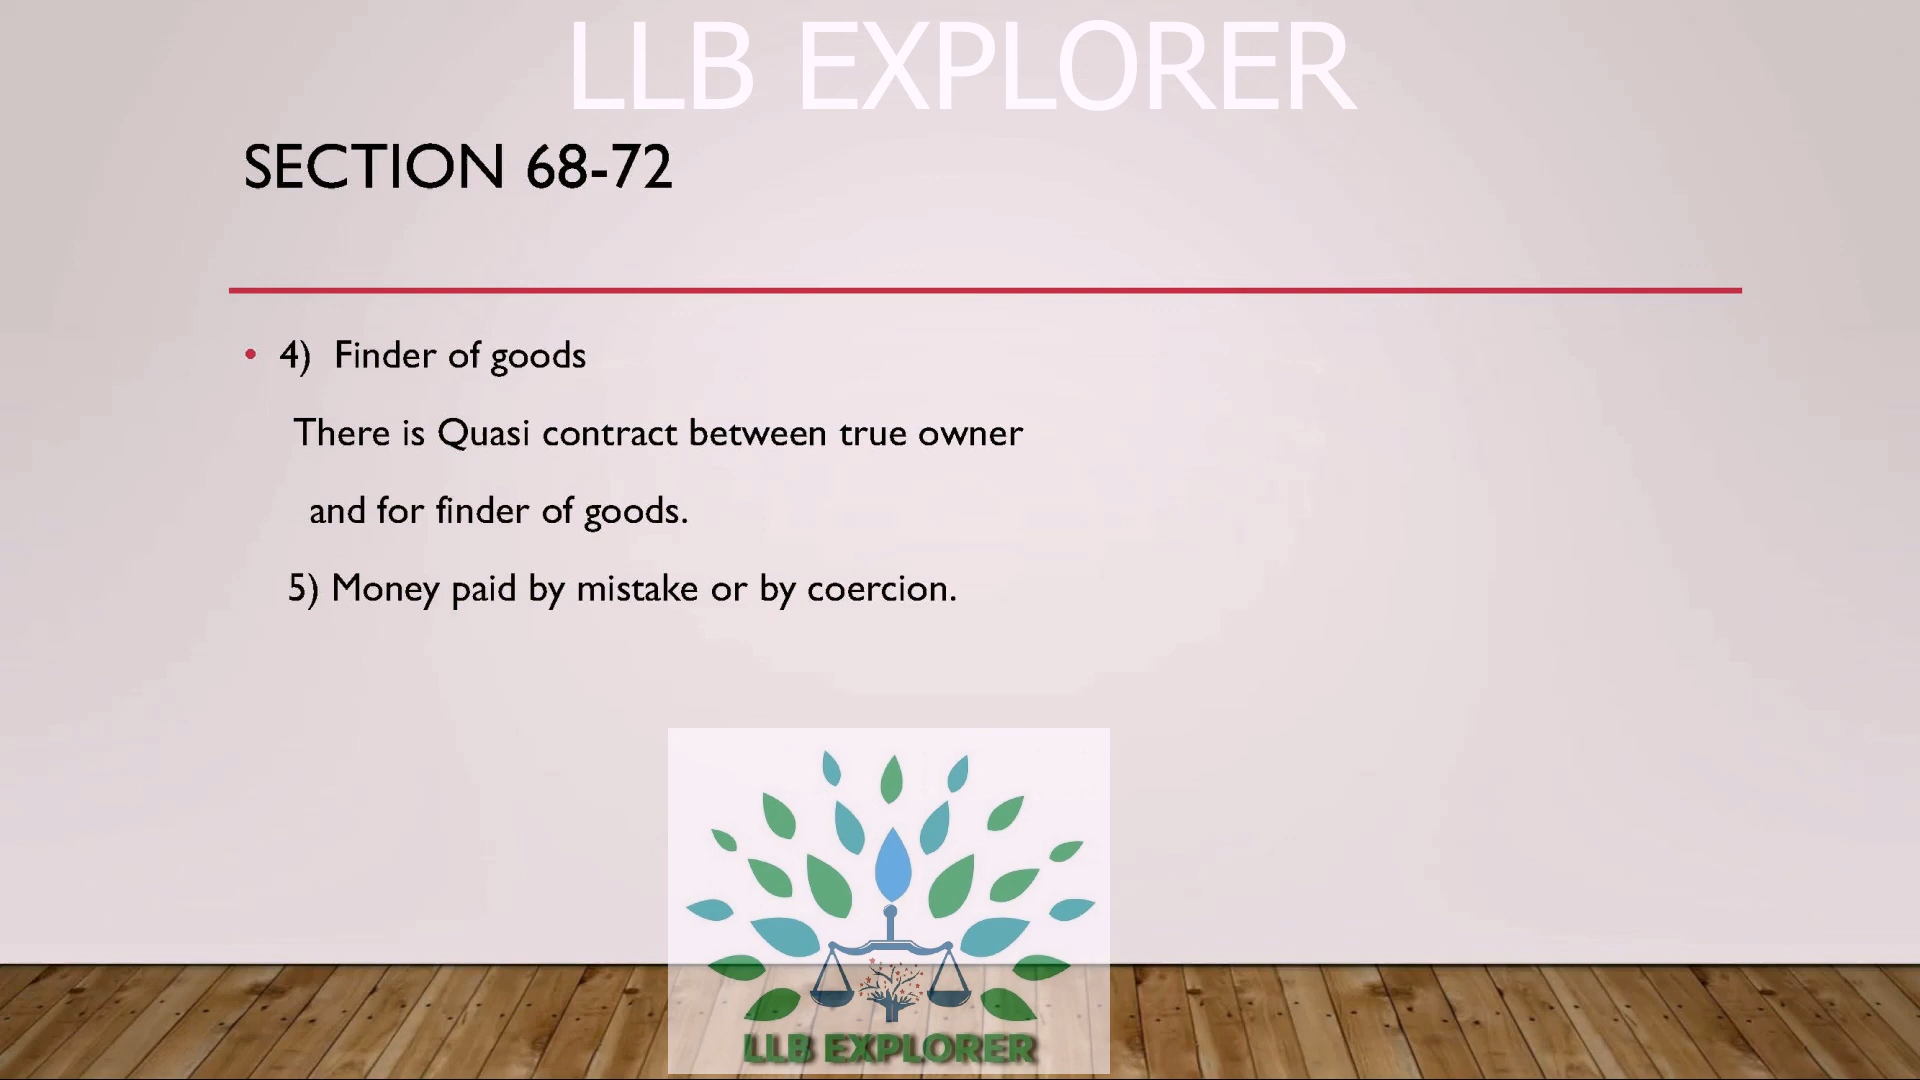 LLB EXPLORER
SECTION 68-72
• 4) Finder of goods
There is Quasi contract between true owner
and for finder of goods.
5) Money paid by mistake or by coercion.
LLB EXPLORER